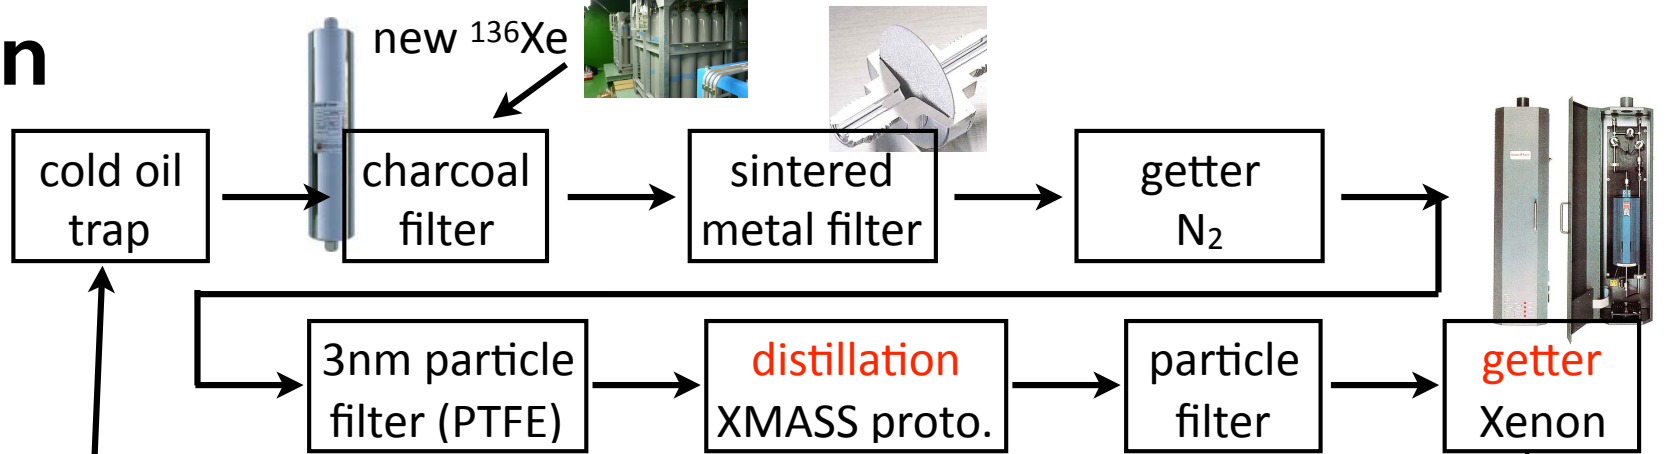 n
new ¹³⁶Xe
cold oil
trap
charcoal
filter
sintered
metal filter
getter
N₂
3nm particle
filter (PTFE)
distillation
XMASS proto.
particle
filter
getter
Xenon